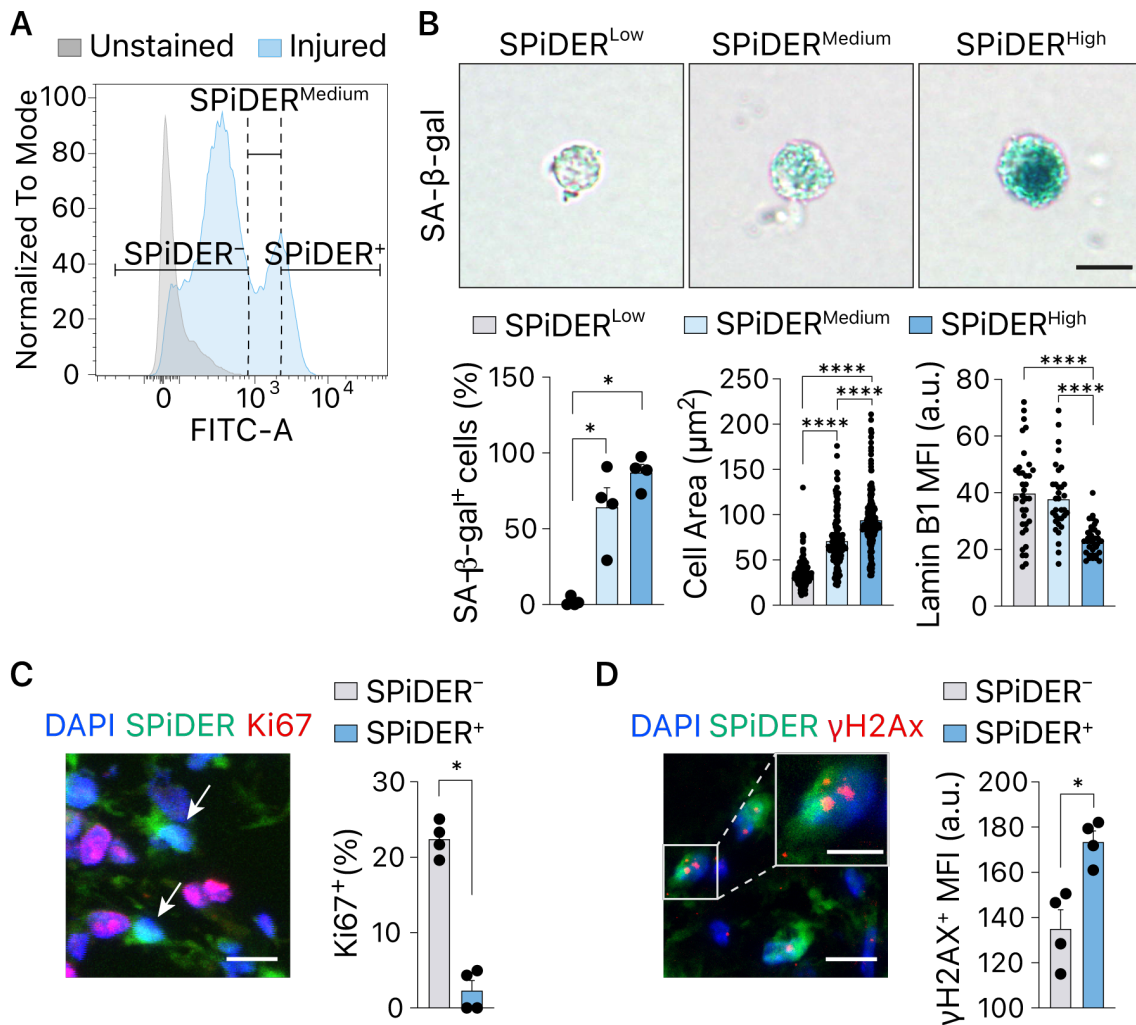 A
Unstained Injured
Normalized To Mode
100
80
60
40
20
0
SPiDER^Medium
SPiDER⁻ SPiDER⁺
0 10³ 10⁴
FITC-A
B
SPiDER^Low SPiDER^Medium SPiDER^High
SA-β-gal
SPiDER^Low SPiDER^Medium SPiDER^High
SA-β-gal⁺ cells (%)
150
100
50
0
*
*
Cell Area (μm²)
250
200
150
100
50
0
****
****
****
Lamin B1 MFI (a.u.)
80
60
40
20
0
****
****
C
DAPI SPiDER Ki67
SPiDER⁻
SPiDER⁺
Ki67⁺(%)
30
20
10
0
*
D
DAPI SPiDER γH2Ax
SPiDER⁻
SPiDER⁺
γH2AX⁺ MFI (a.u.)
200
180
160
140
120
100
*